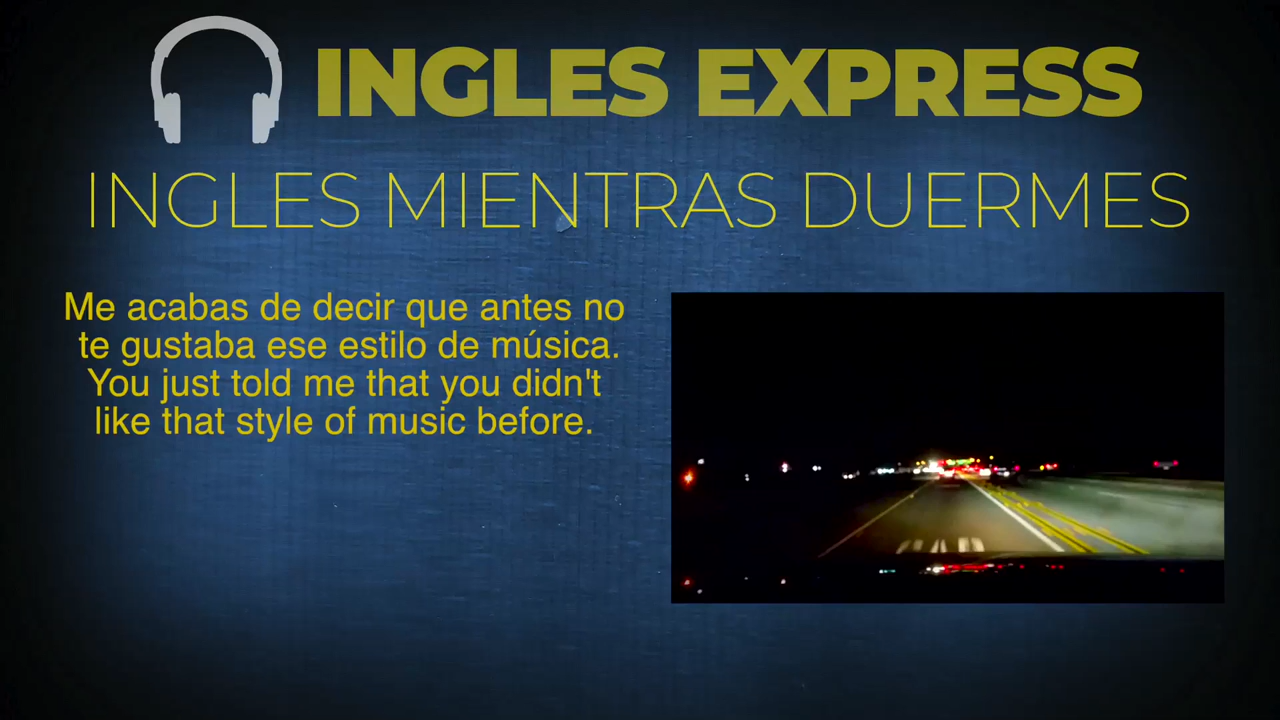 INGLES EXPRESS
INGLES MIENTRAS DUERMES
Me acabas de decir que antes no
te gustaba ese estilo de música.
You just told me that you didn't
like that style of music before.